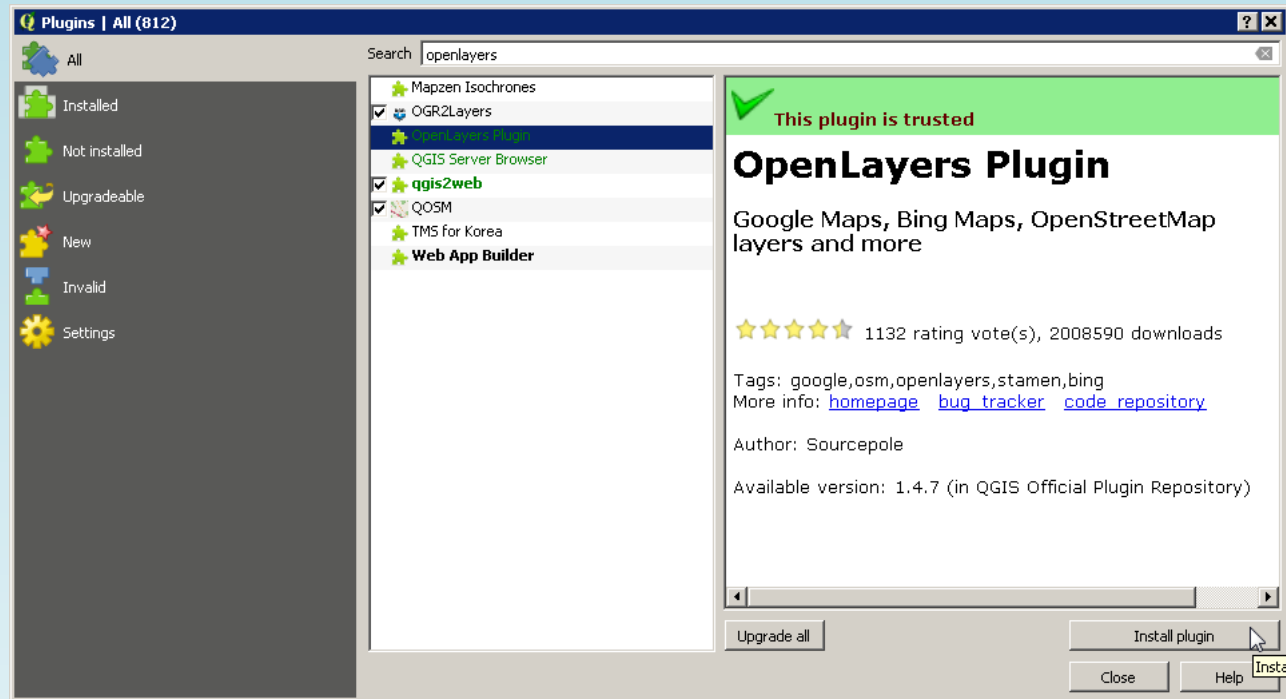 Plugins | All (812)
All
Installed
Not installed
Upgradeable
New
Invalid
Settings
Search openlayers
Mapzen Isochrones
OGR2Layers
OpenLayers Plugin
QGIS Server Browser
qgis2web
QOSM
TMS for Korea
Web App Builder
This plugin is trusted
OpenLayers Plugin
Google Maps, Bing Maps, OpenStreetMap
layers and more
1132 rating vote(s), 2008590 downloads
Tags: google,osm,openlayers,stamen,bing
More info: homepage bug tracker code repository
Author: Sourcepole
Available version: 1.4.7 (in QGIS Official Plugin Repository)
Upgrade all
Install plugin
Close
Help